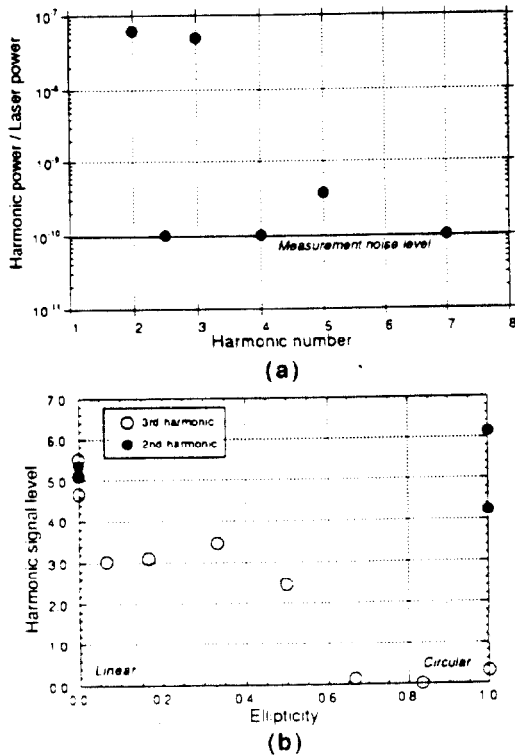 10^-7
10^-8
10^-9
10^-10
10^-11
Harmonic power / Laser power
Measurement noise level
1 2 3 4 5 6 7 8
Harmonic number
(a)
3rd harmonic
2nd harmonic
7.0
6.0
5.0
4.0
3.0
2.0
1.0
0.0
Harmonic signal level
Linear
Circular
0.0 0.2 0.4 0.6 0.8 1.0
Ellipticity
(b)